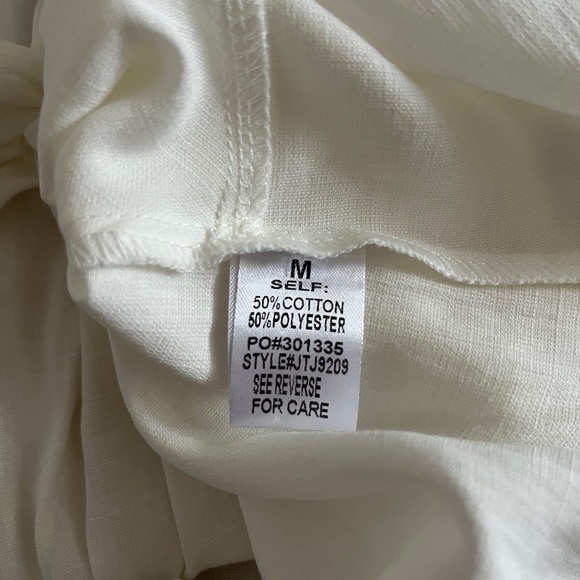 M
SELF:
50%COTTON
50%POLYESTER
PO#301335
STYLE#JTJ9209
SEE REVERSE
FOR CARE